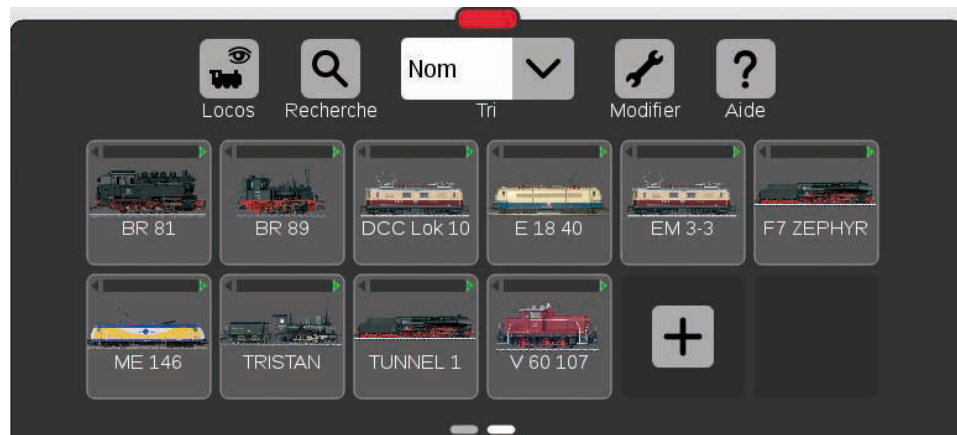 Nom
Locos Recherche Tri Modifier Aide
BR 81 BR 89 DCC Lok 10 E 18 40 EM 3-3 F7 ZEPHYR
ME 146 TRISTAN TUNNEL 1 V 60 107